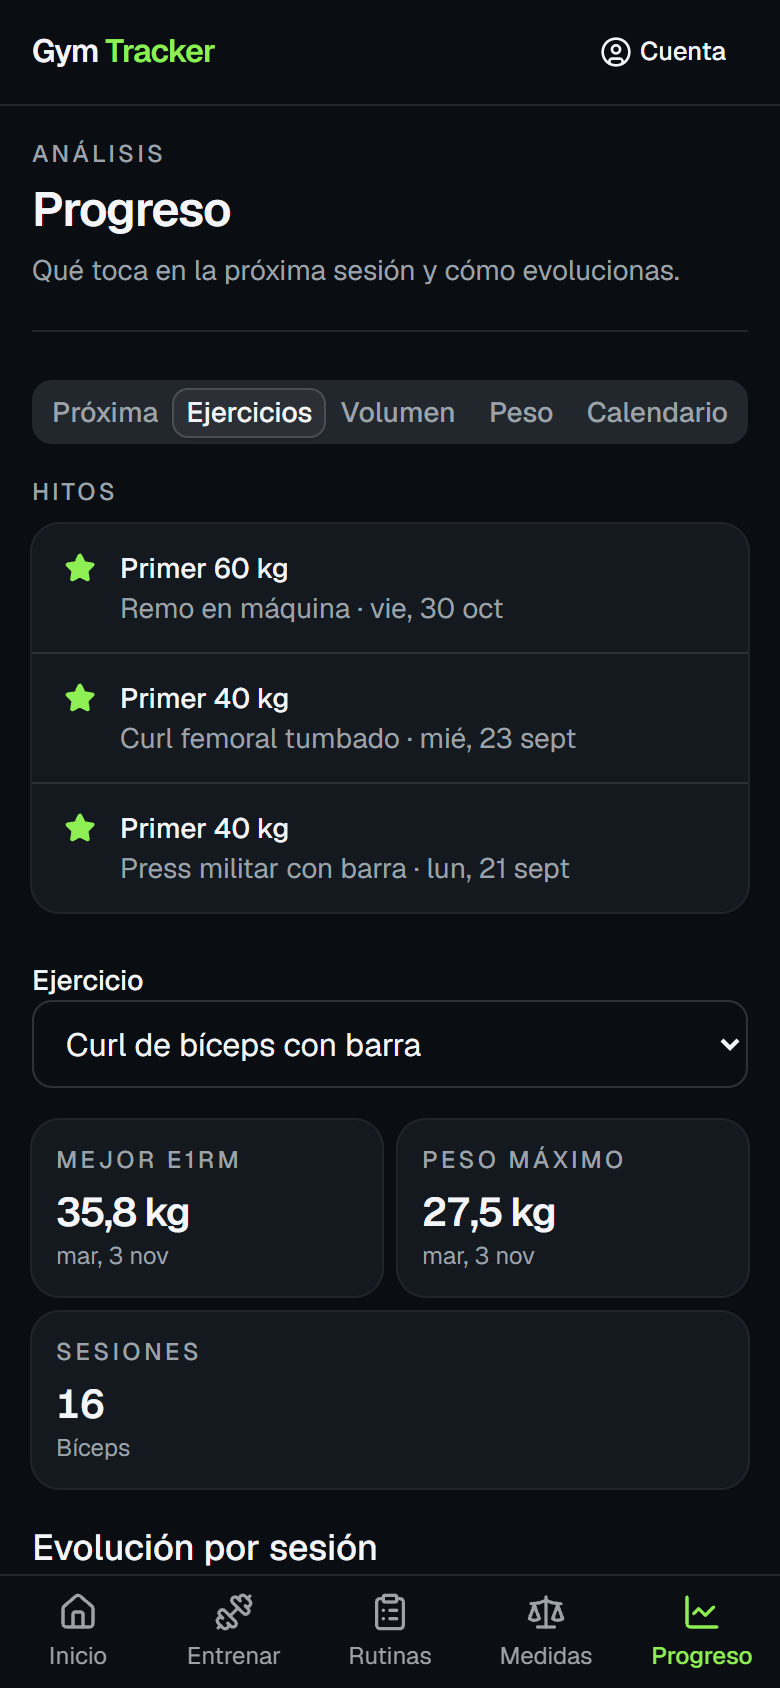 Gym Tracker
Cuenta
ANÁLISIS
Progreso
Qué toca en la próxima sesión y cómo evolucionas.
Próxima Ejercicios Volumen Peso Calendario
HITOS
Primer 60 kg
Remo en máquina · vie, 30 oct
Primer 40 kg
Curl femoral tumbado · mié, 23 sept
Primer 40 kg
Press militar con barra · lun, 21 sept
Ejercicio
Curl de bíceps con barra
MEJOR E1RM
35,8 kg
mar, 3 nov
PESO MÁXIMO
27,5 kg
mar, 3 nov
SESIONES
16
Bíceps
Evolución por sesión
Inicio Entrenar Rutinas Medidas Progreso